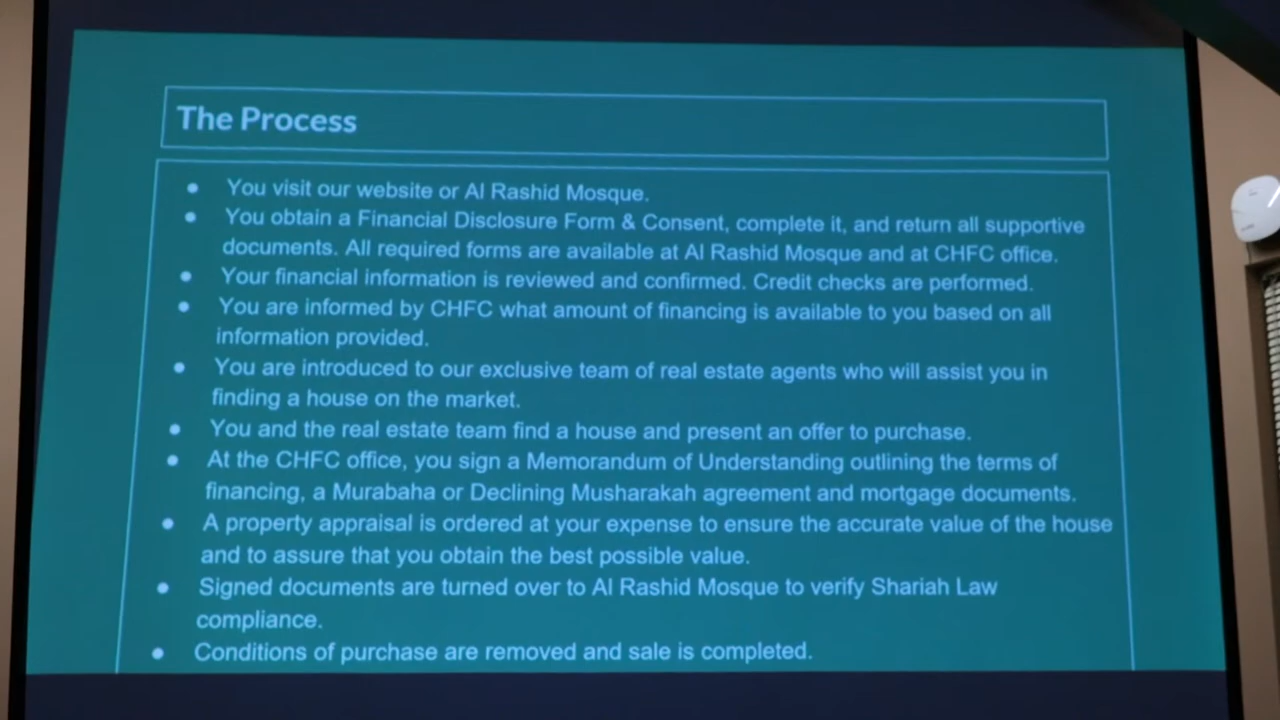 The Process
● You visit our website or Al Rashid Mosque.
● You obtain a Financial Disclosure Form & Consent, complete it, and return all supportive
documents. All required forms are available at Al Rashid Mosque and at CHFC office.
● Your financial information is reviewed and confirmed. Credit checks are performed.
● You are informed by CHFC what amount of financing is available to you based on all
information provided.
● You are introduced to our exclusive team of real estate agents who will assist you in
finding a house on the market.
● You and the real estate team find a house and present an offer to purchase.
● At the CHFC office, you sign a Memorandum of Understanding outlining the terms of
financing, a Murabaha or Declining Musharakah agreement and mortgage documents.
● A property appraisal is ordered at your expense to ensure the accurate value of the house
and to assure that you obtain the best possible value.
● Signed documents are turned over to Al Rashid Mosque to verify Shariah Law
compliance.
● Conditions of purchase are removed and sale is completed.